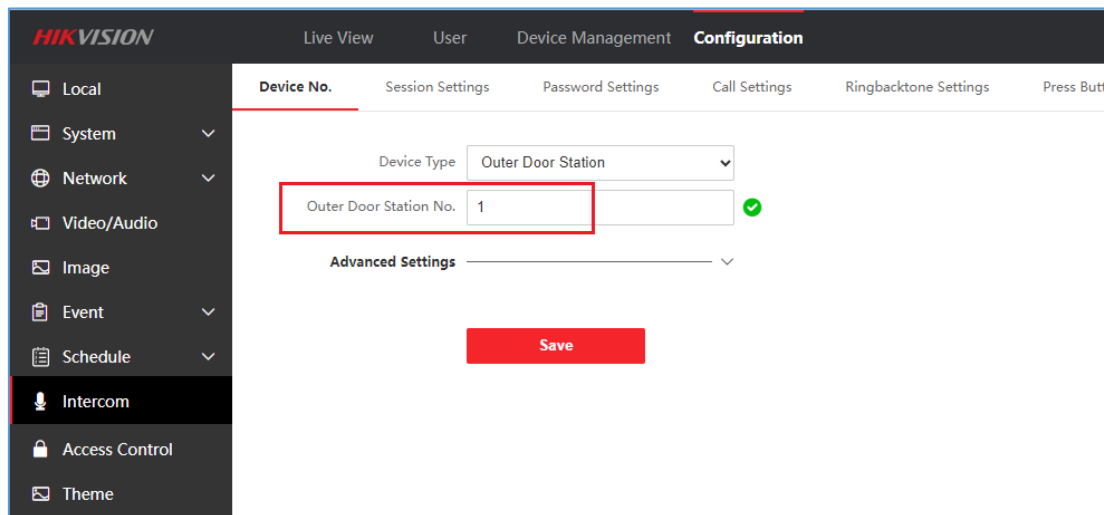 HIKVISION Live View User Device Management Configuration
Local
System
Network
Video/Audio
Image
Event
Schedule
Intercom
Access Control
Theme
Device No. Session Settings Password Settings Call Settings Ringbacktone Settings Press But
Device Type Outer Door Station
Outer Door Station No. 1
Advanced Settings
Save